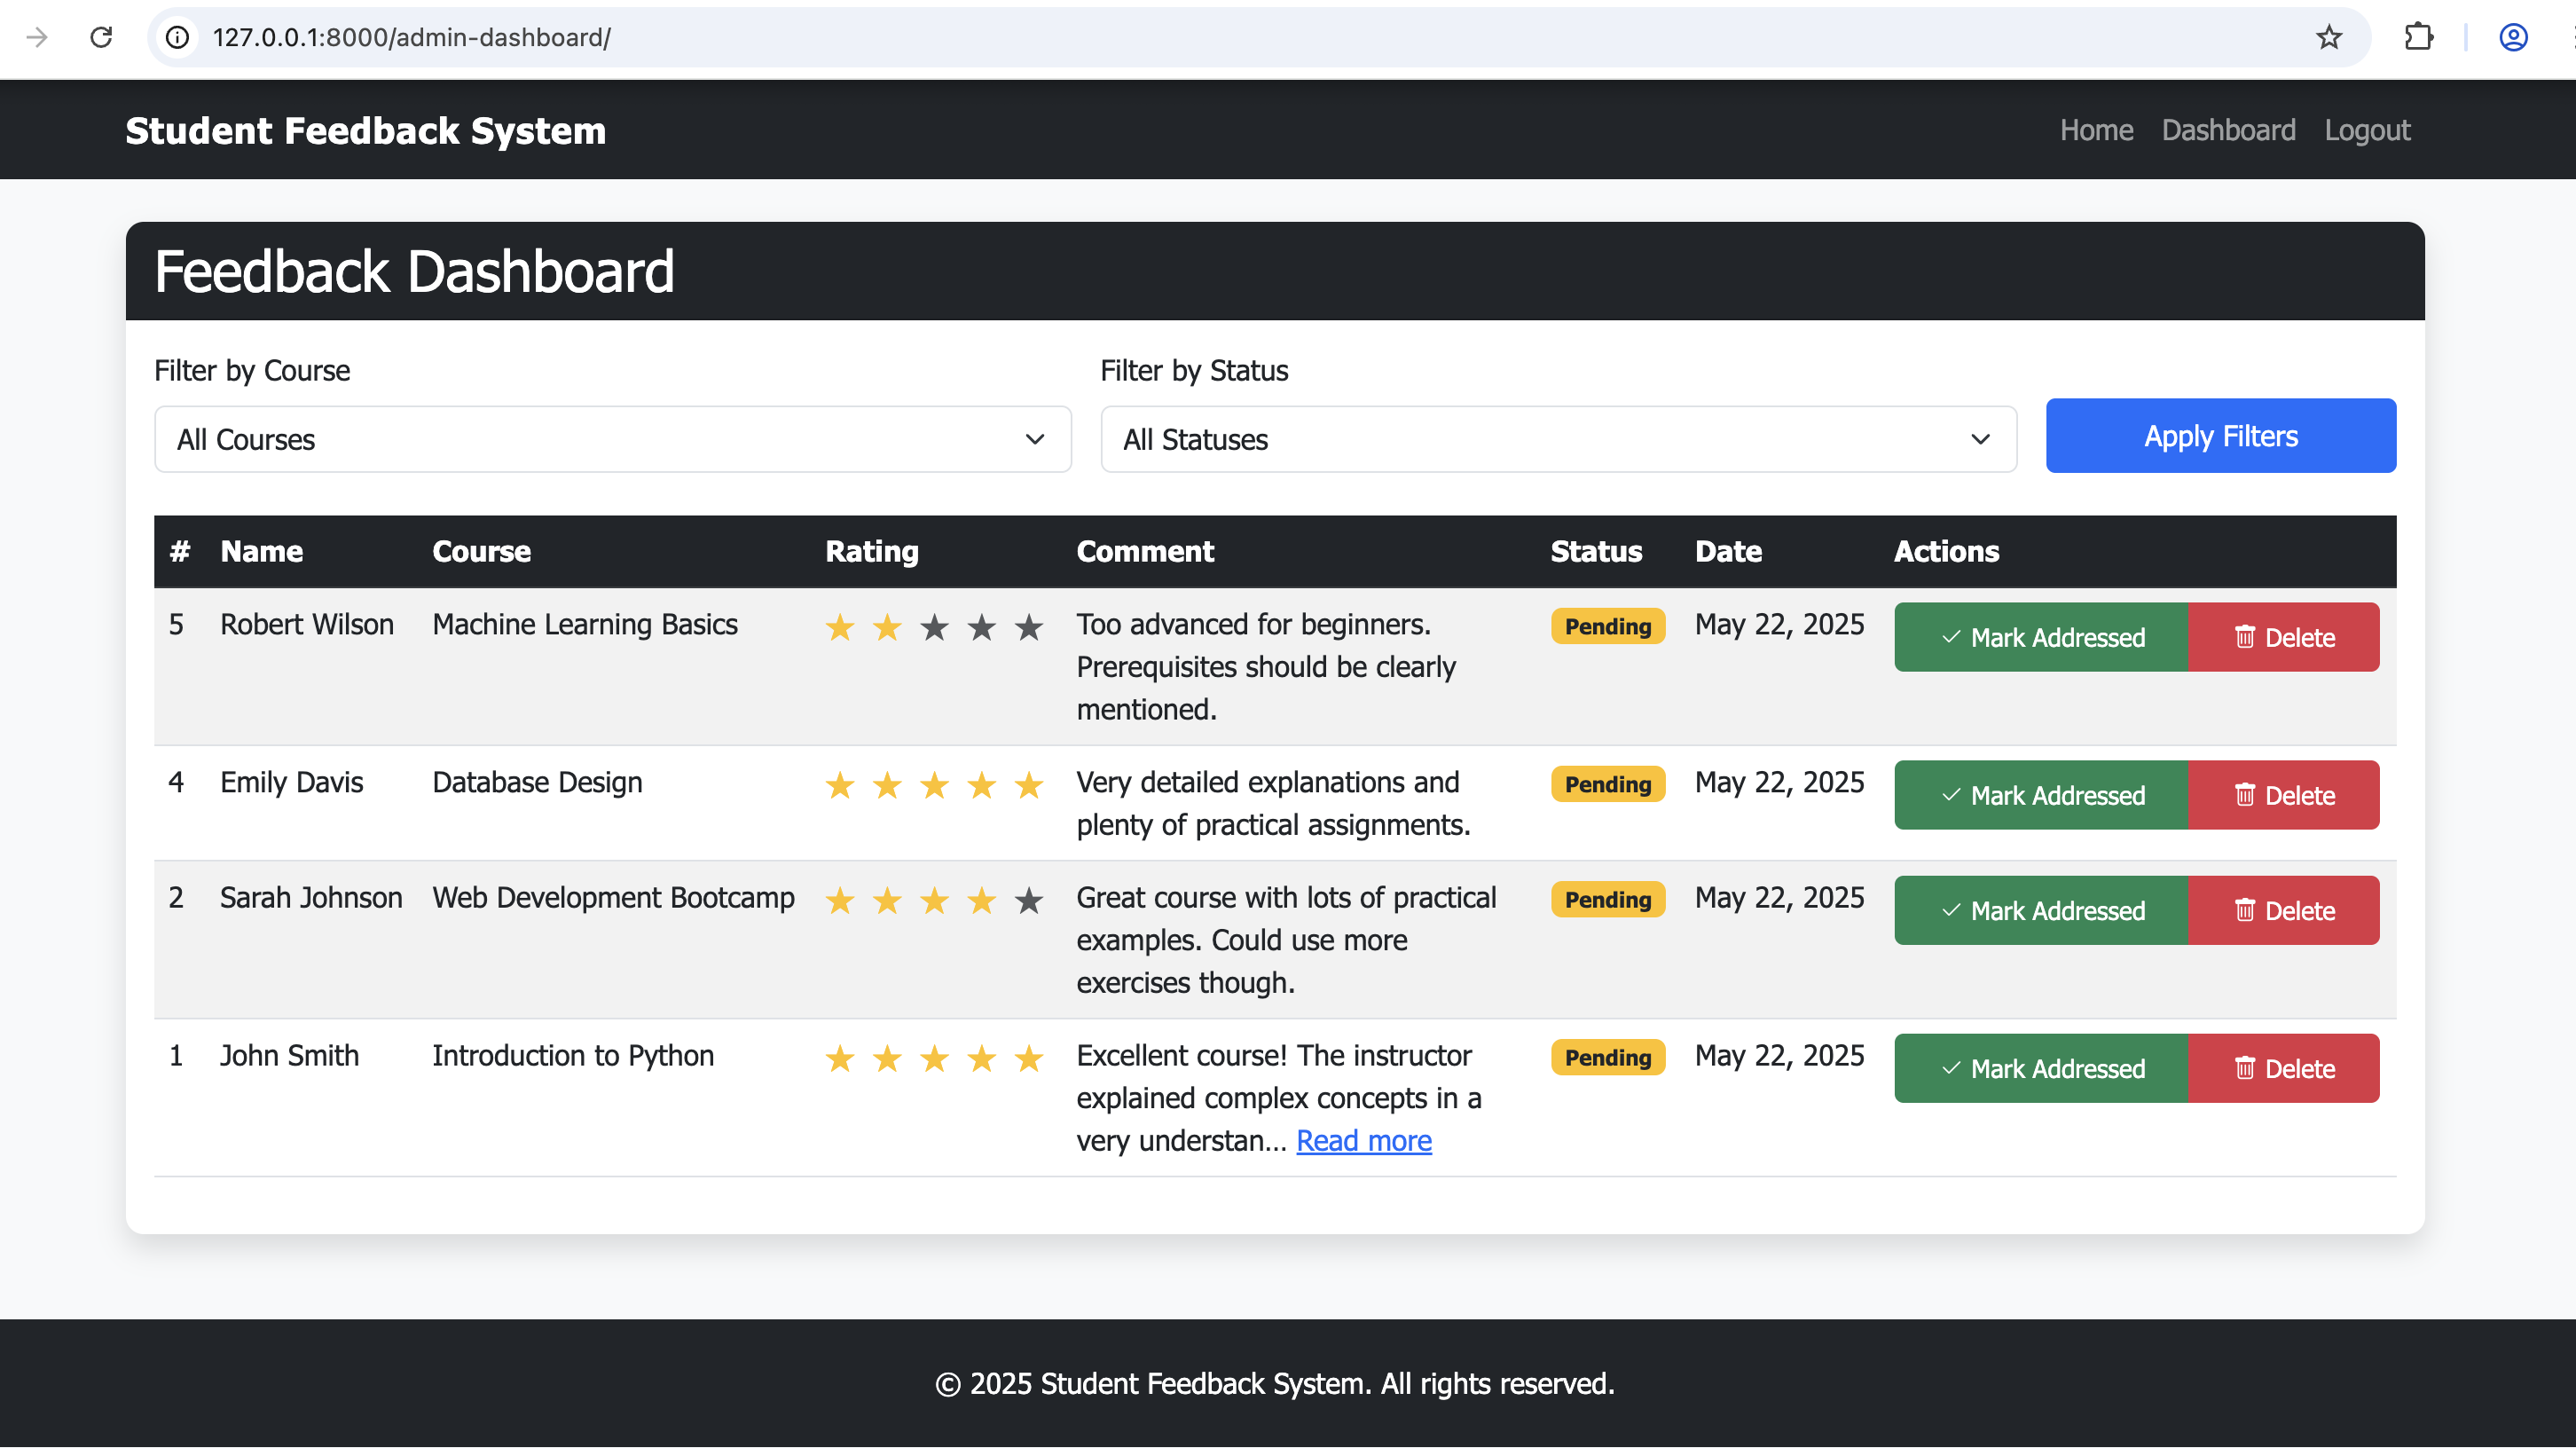 127.0.0.1:8000/admin-dashboard/
Student Feedback System
Home Dashboard Logout
Feedback Dashboard
Filter by Course
Filter by Status
All Courses
All Statuses
Apply Filters
# Name Course Rating Comment Status Date Actions
5 Robert Wilson Machine Learning Basics ★ ★ ★ ★ ★ Too advanced for beginners. Pending May 22, 2025 Mark Addressed Delete
Prerequisites should be clearly
mentioned.
4 Emily Davis Database Design ★ ★ ★ ★ ★ Very detailed explanations and Pending May 22, 2025 Mark Addressed Delete
plenty of practical assignments.
2 Sarah Johnson Web Development Bootcamp ★ ★ ★ ★ ★ Great course with lots of practical Pending May 22, 2025 Mark Addressed Delete
examples. Could use more
exercises though.
1 John Smith Introduction to Python ★ ★ ★ ★ ★ Excellent course! The instructor Pending May 22, 2025 Mark Addressed Delete
explained complex concepts in a
very understan... Read more
© 2025 Student Feedback System. All rights reserved.